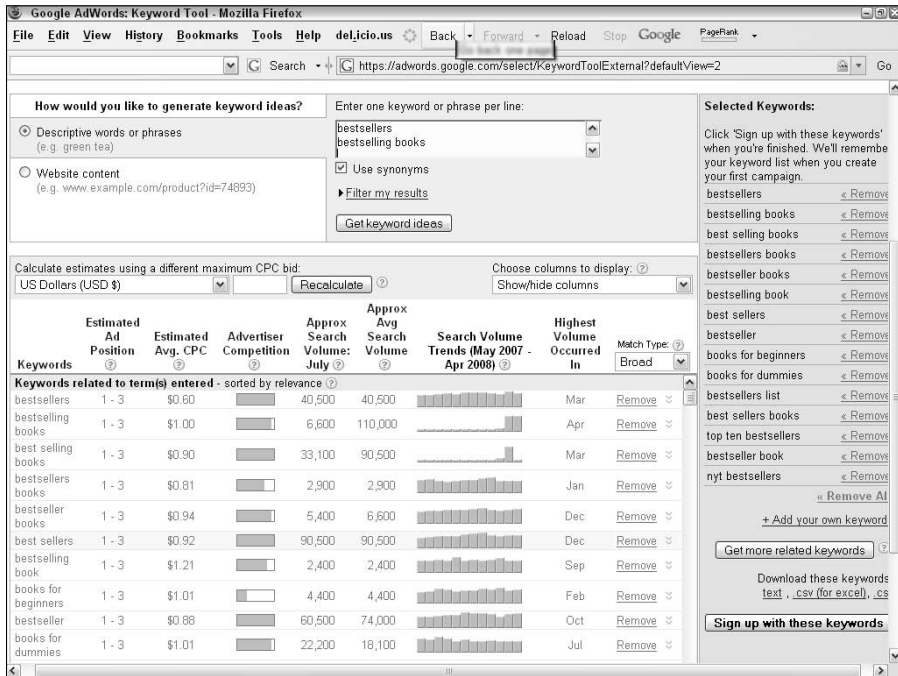 Google AdWords: Keyword Tool - Mozilla Firefox
File Edit View History Bookmarks Tools Help del.icio.us Back Forward Reload Stop Google PageRank
Go back one page
G Search G https://adwords.google.com/select/KeywordToolExternal?defaultView=2 Go
How would you like to generate keyword ideas?
Descriptive words or phrases
(e.g. green tea)
Website content
(e.g. www.example.com/product?id=74893)
Enter one keyword or phrase per line:
bestsellers
bestselling books
Use synonyms
Filter my results
Get keyword ideas
Calculate estimates using a different maximum CPC bid:
US Dollars (USD $) Recalculate ?
Choose columns to display: ?
Show/hide columns
Keywords
Estimated
Ad
Position
?
Estimated
Avg. CPC
?
Advertiser
Competition
?
Approx
Search
Volume:
July ?
Approx
Avg
Search
Volume
?
Search Volume
Trends (May 2007 -
Apr 2008) ?
Highest
Volume
Occurred
In
Match Type: ?
Broad
Keywords related to term(s) entered - sorted by relevance ?
bestsellers 1 - 3 $0.60 40,500 40,500 Mar Remove
bestselling
books 1 - 3 $1.00 6,600 110,000 Apr Remove
best selling
books 1 - 3 $0.90 33,100 90,500 Mar Remove
bestsellers
books 1 - 3 $0.81 2,900 2,900 Jan Remove
bestseller
books 1 - 3 $0.94 5,400 6,600 Dec Remove
best sellers 1 - 3 $0.92 90,500 90,500 Dec Remove
bestselling
book 1 - 3 $1.21 2,400 2,400 Sep Remove
books for
beginners 1 - 3 $1.01 4,400 4,400 Feb Remove
bestseller 1 - 3 $0.88 60,500 74,000 Oct Remove
books for
dummies 1 - 3 $1.01 22,200 18,100 Jul Remove
Selected Keywords:
Click 'Sign up with these keywords'
when you're finished. We'll remembe
your keyword list when you create
your first campaign.
bestsellers « Remove
bestselling books « Remove
best selling books « Remove
bestsellers books « Remove
bestseller books « Remove
bestselling book « Remove
best sellers « Remove
bestseller « Remove
books for beginners « Remove
books for dummies « Remove
bestsellers list « Remove
best sellers books « Remove
top ten bestsellers « Remove
bestseller book « Remove
nyt bestsellers « Remove
« Remove Al
+ Add your own keyword
Get more related keywords ?
Download these keywords
text , .csv (for excel), .cs
Sign up with these keywords